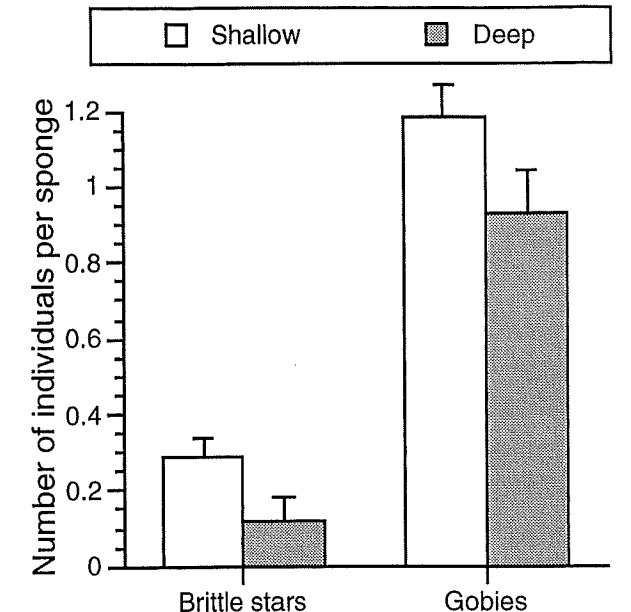 Shallow
Deep
Number of individuals per sponge
1.2
1
0.8
0.6
0.4
0.2
0
Brittle stars
Gobies